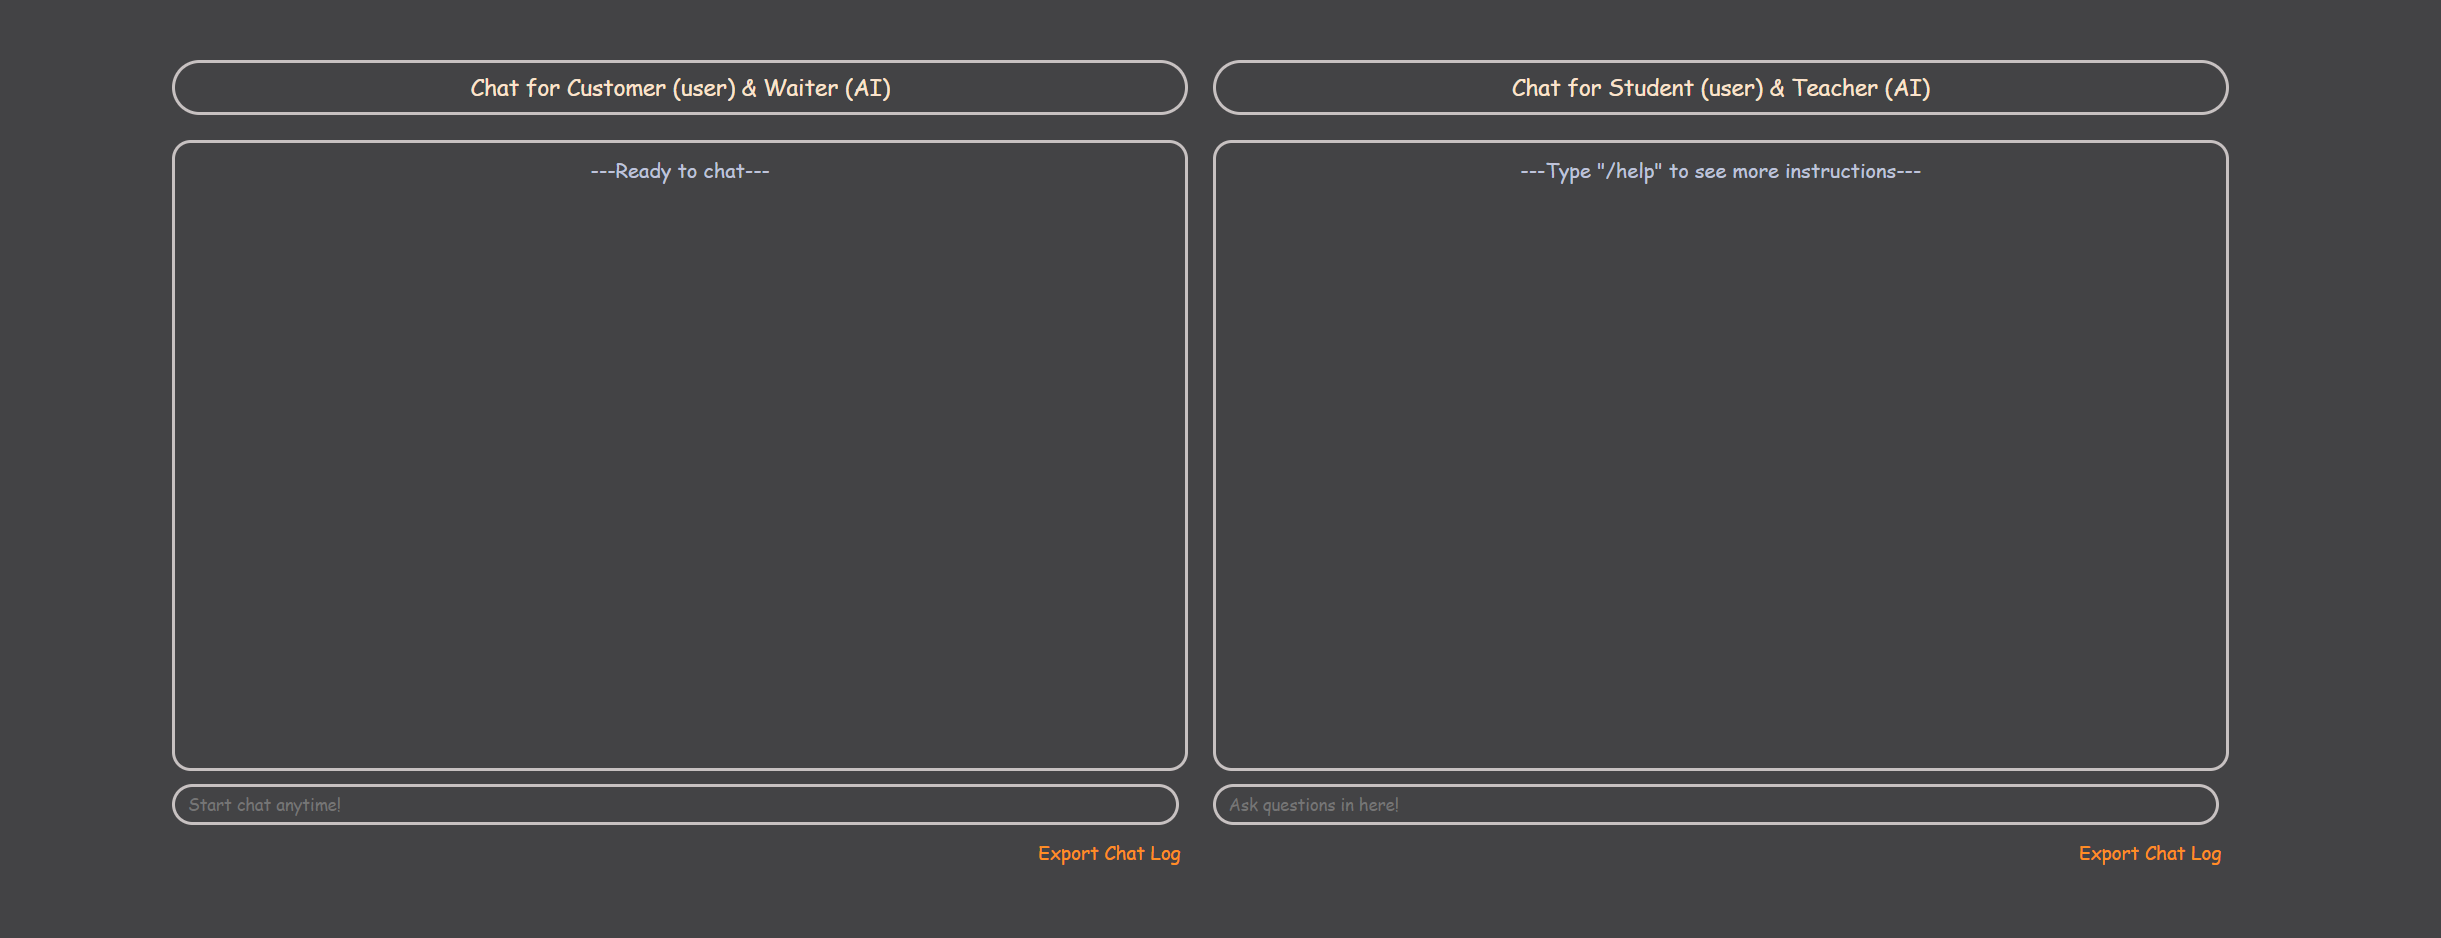 Chat for Customer (user) & Waiter (AI)
---Ready to chat---
Start chat anytime!
Export Chat Log
Chat for Student (user) & Teacher (AI)
---Type "/help" to see more instructions---
Ask questions in here!
Export Chat Log